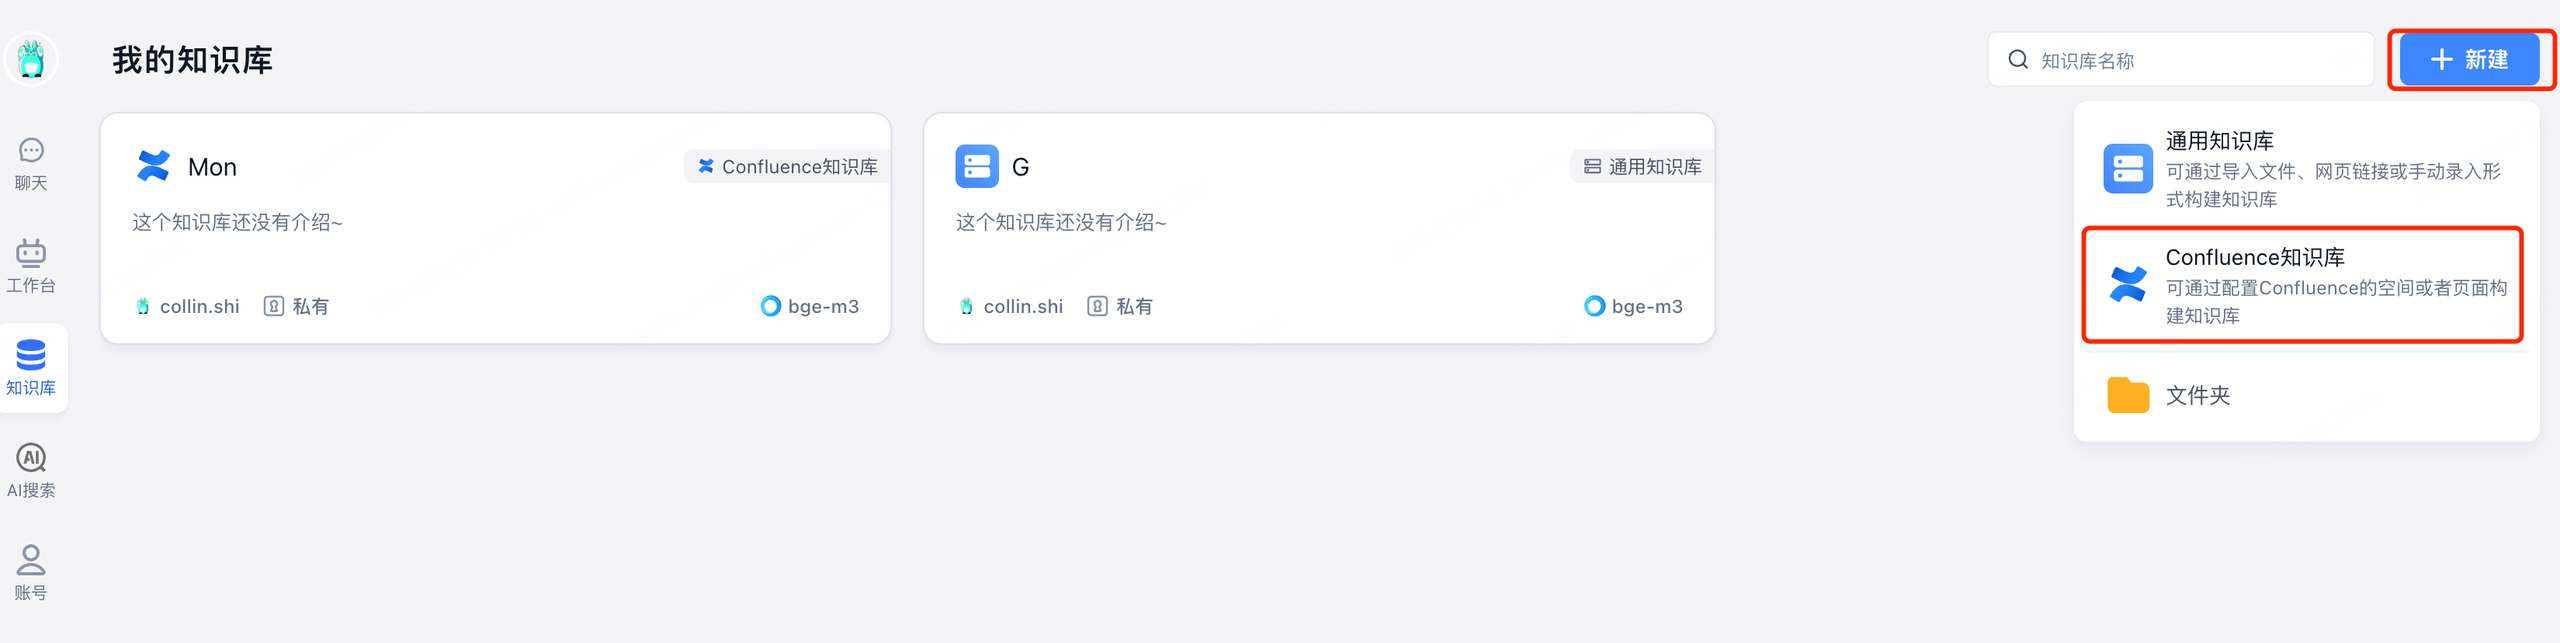 我的知识库
知识库名称
新建
聊天
工作台
知识库
AI
AI搜索
账号
Mon
Confluence知识库
这个知识库还没有介绍~
collin.shi
私有
bge-m3
G
通用知识库
这个知识库还没有介绍~
collin.shi
私有
bge-m3
通用知识库
可通过导入文件、网页链接或手动录入形
式构建知识库
Confluence知识库
可通过配置Confluence的空间或者页面构
建知识库
文件夹